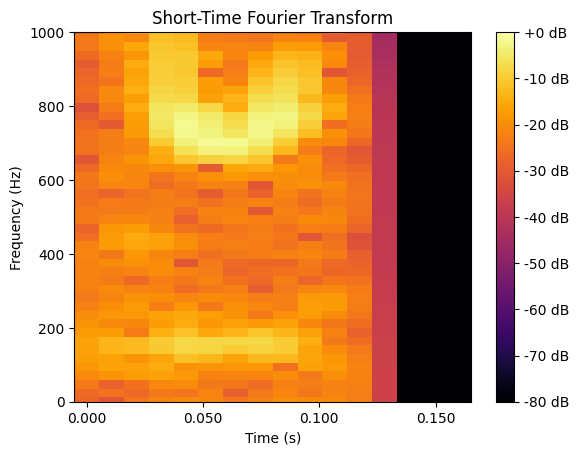 Short-Time Fourier Transform
1000
800
600
400
200
0
Frequency (Hz)
0.000
0.050
0.100
0.150
Time (s)
+0 dB
-10 dB
-20 dB
-30 dB
-40 dB
-50 dB
-60 dB
-70 dB
-80 dB